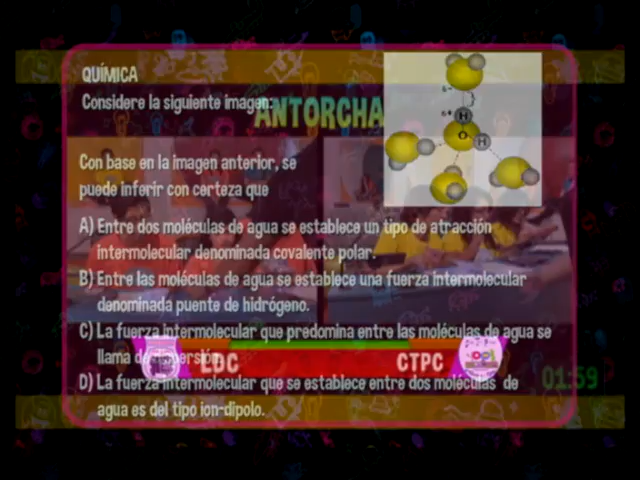 QUÍMICA
Considere la siguiente imagen:
ANTORCHA
δ-
δ+ H
O H
Con base en la imagen anterior, se
puede inferir con certeza que
A) Entre dos moléculas de agua se establece un tipo de atracción
intermolecular denominada covalente polar.
B) Entre las moléculas de agua se establece una fuerza intermolecular
denominada puente de hidrógeno.
C) La fuerza intermolecular que predomina entre las moléculas de agua se
llama de dispersión.
LDC
CTPC
D) La fuerza intermolecular que se establece entre dos moléculas de
agua es del tipo ion-dipolo.
01:59